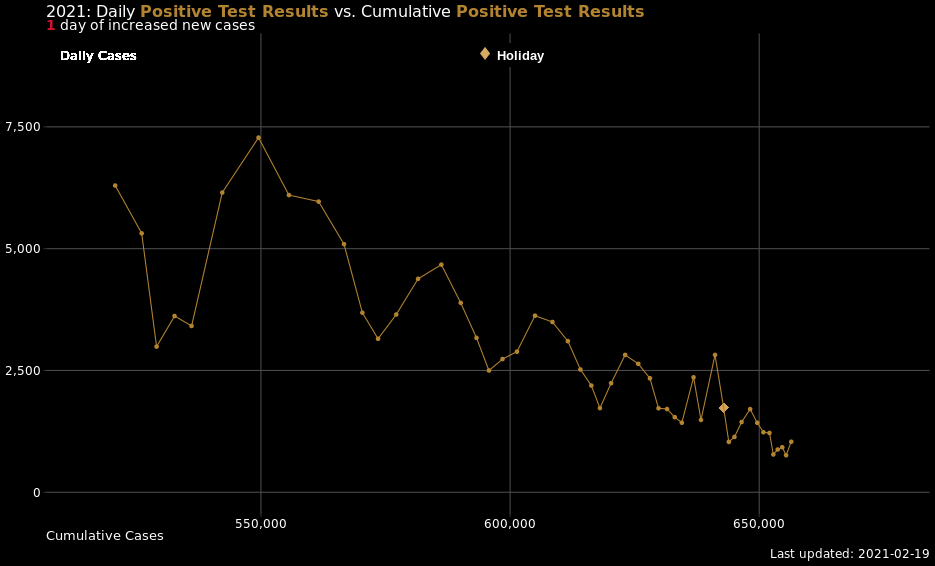 2021: Daily Positive Test Results vs. Cumulative Positive Test Results
1 day of increased new cases
Daily Cases
Holiday
7,500
5,000
2,500
0
550,000 600,000 650,000
Cumulative Cases
Last updated: 2021-02-19